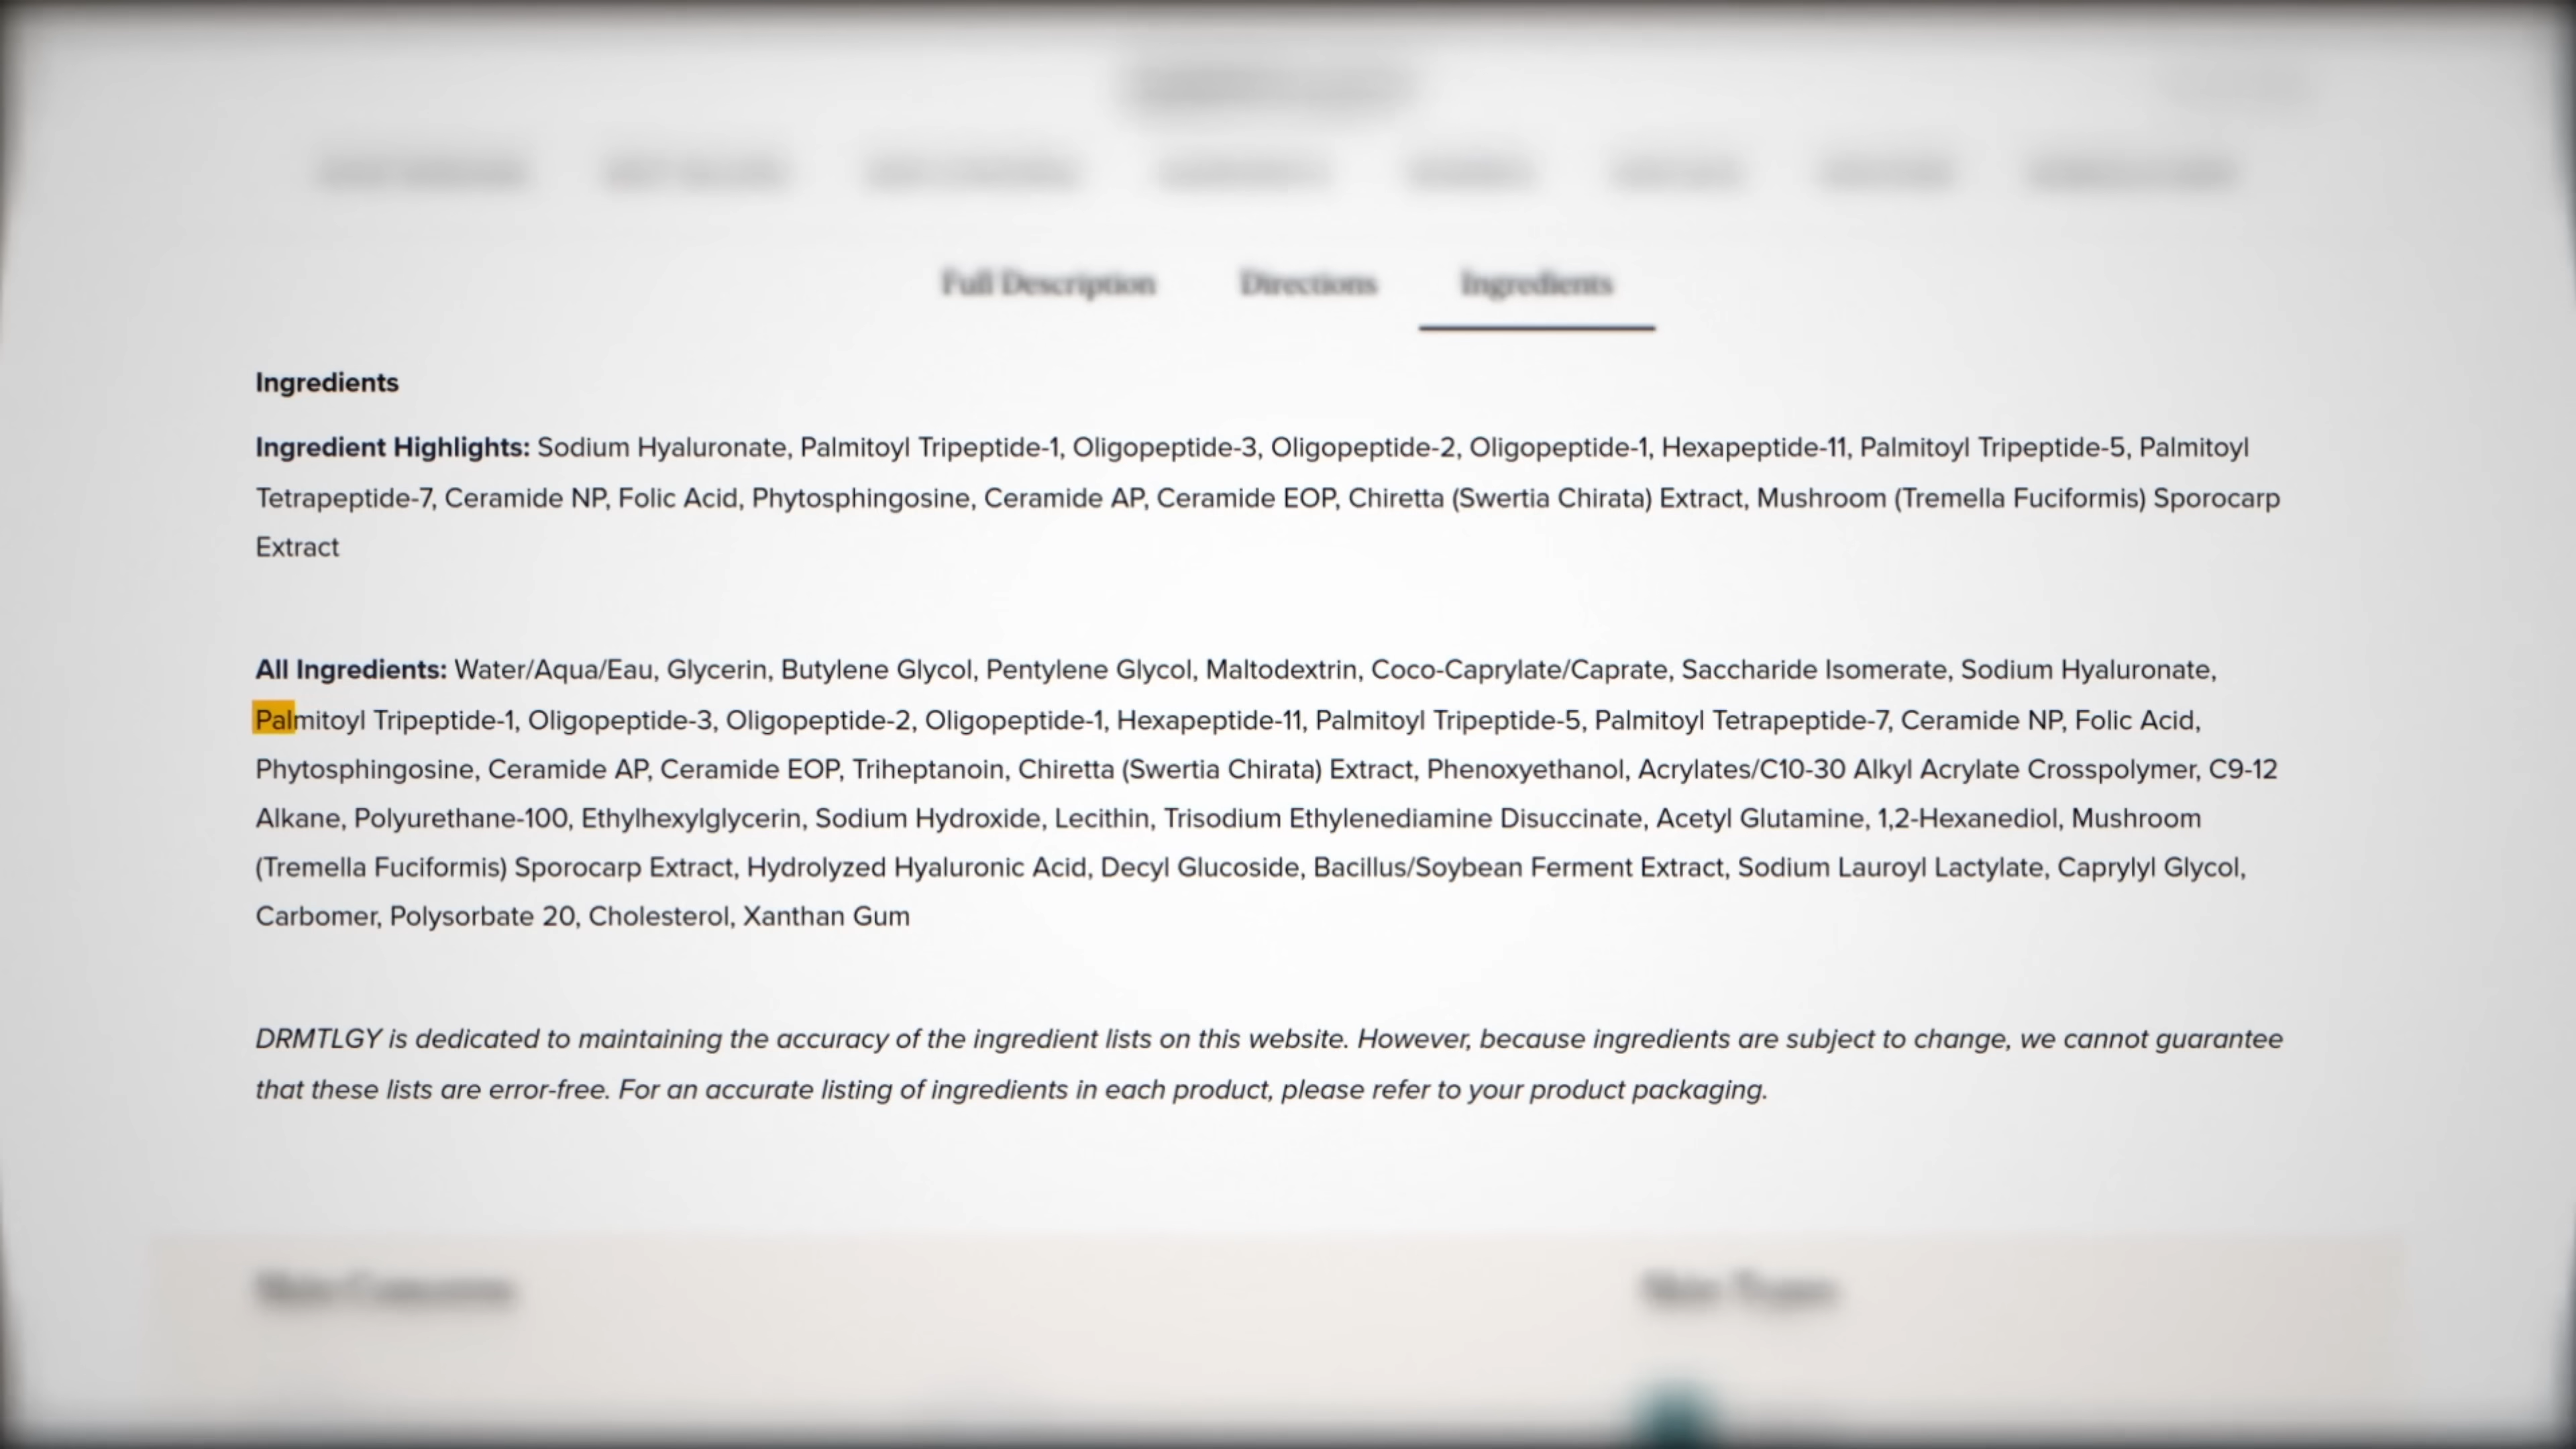 Full Description Directions Ingredients
Ingredients
Ingredient Highlights: Sodium Hyaluronate, Palmitoyl Tripeptide-1, Oligopeptide-3, Oligopeptide-2, Oligopeptide-1, Hexapeptide-11, Palmitoyl Tripeptide-5, Palmitoyl
Tetrapeptide-7, Ceramide NP, Folic Acid, Phytosphingosine, Ceramide AP, Ceramide EOP, Chiretta (Swertia Chirata) Extract, Mushroom (Tremella Fuciformis) Sporocarp
Extract
All Ingredients: Water/Aqua/Eau, Glycerin, Butylene Glycol, Pentylene Glycol, Maltodextrin, Coco-Caprylate/Caprate, Saccharide Isomerate, Sodium Hyaluronate,
Palmitoyl Tripeptide-1, Oligopeptide-3, Oligopeptide-2, Oligopeptide-1, Hexapeptide-11, Palmitoyl Tripeptide-5, Palmitoyl Tetrapeptide-7, Ceramide NP, Folic Acid,
Phytosphingosine, Ceramide AP, Ceramide EOP, Triheptanoin, Chiretta (Swertia Chirata) Extract, Phenoxyethanol, Acrylates/C10-30 Alkyl Acrylate Crosspolymer, C9-12
Alkane, Polyurethane-100, Ethylhexylglycerin, Sodium Hydroxide, Lecithin, Trisodium Ethylenediamine Disuccinate, Acetyl Glutamine, 1,2-Hexanediol, Mushroom
(Tremella Fuciformis) Sporocarp Extract, Hydrolyzed Hyaluronic Acid, Decyl Glucoside, Bacillus/Soybean Ferment Extract, Sodium Lauroyl Lactylate, Caprylyl Glycol,
Carbomer, Polysorbate 20, Cholesterol, Xanthan Gum
DRMTLGY is dedicated to maintaining the accuracy of the ingredient lists on this website. However, because ingredients are subject to change, we cannot guarantee
that these lists are error-free. For an accurate listing of ingredients in each product, please refer to your product packaging.
Skin Concerns Skin Types